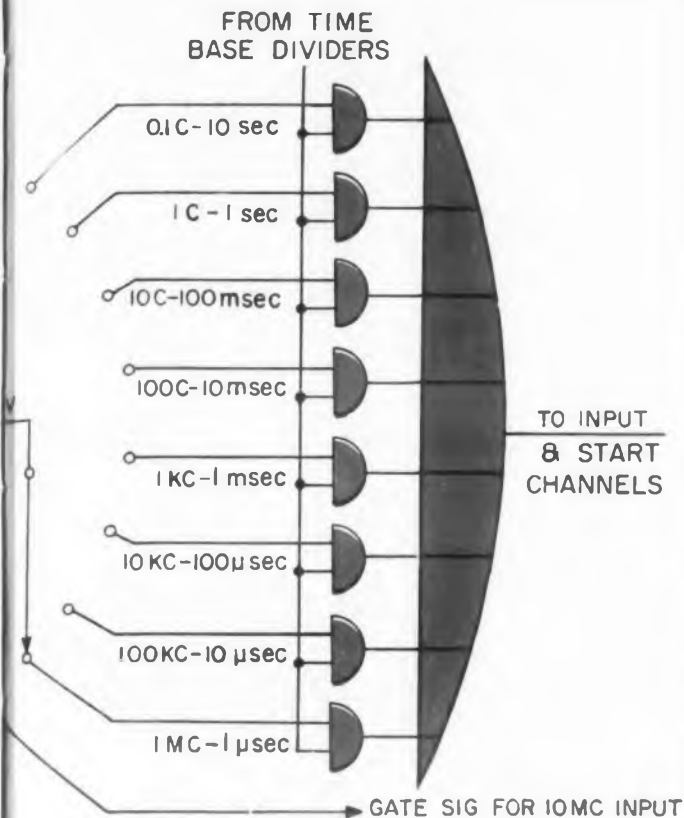 FROM TIME
BASE DIVIDERS
0.1C-10 sec
1C-1 sec
10C-100msec
100C-10msec
1KC-1msec
10KC-100μsec
100KC-10μsec
1MC-1μsec
TO INPUT
& START
CHANNELS
V
GATE SIG FOR 10MC INPUT